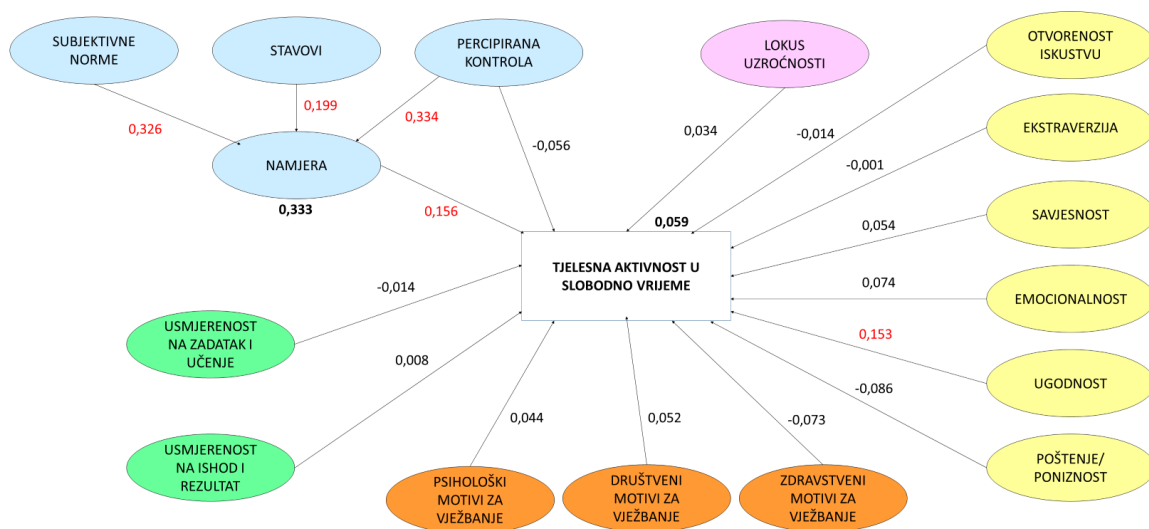 SUBJEKTIVNE
NORME
STAVOVI
PERCIPIRANA
KONTROLA
LOKUS
UZROĆNOSTI
OTVORENOST
ISKUSTVU
0,326
0,199
0,334
-0,056
0,034
-0,014
EKSTRAVERZIJA
-0,001
NAMJERA
0,333
0,156
0,059
SAVJESNOST
0,054
TJELESNA AKTIVNOST U
SLOBODNO VRIJEME
-0,014
0,074
EMOCIONALNOST
USMJERENOST
NA ZADATAK I
UČENJE
0,008
0,153
UGODNOST
-0,086
0,044
0,052
-0,073
USMJERENOST
NA ISHOD I
REZULTAT
PSIHOLOŠKI
MOTIVI ZA
VJEŽBANJE
DRUŠTVENI
MOTIVI ZA
VJEŽBANJE
ZDRAVSTVENI
MOTIVI ZA
VJEŽBANJE
POŠTENJE/
PONIZNOST